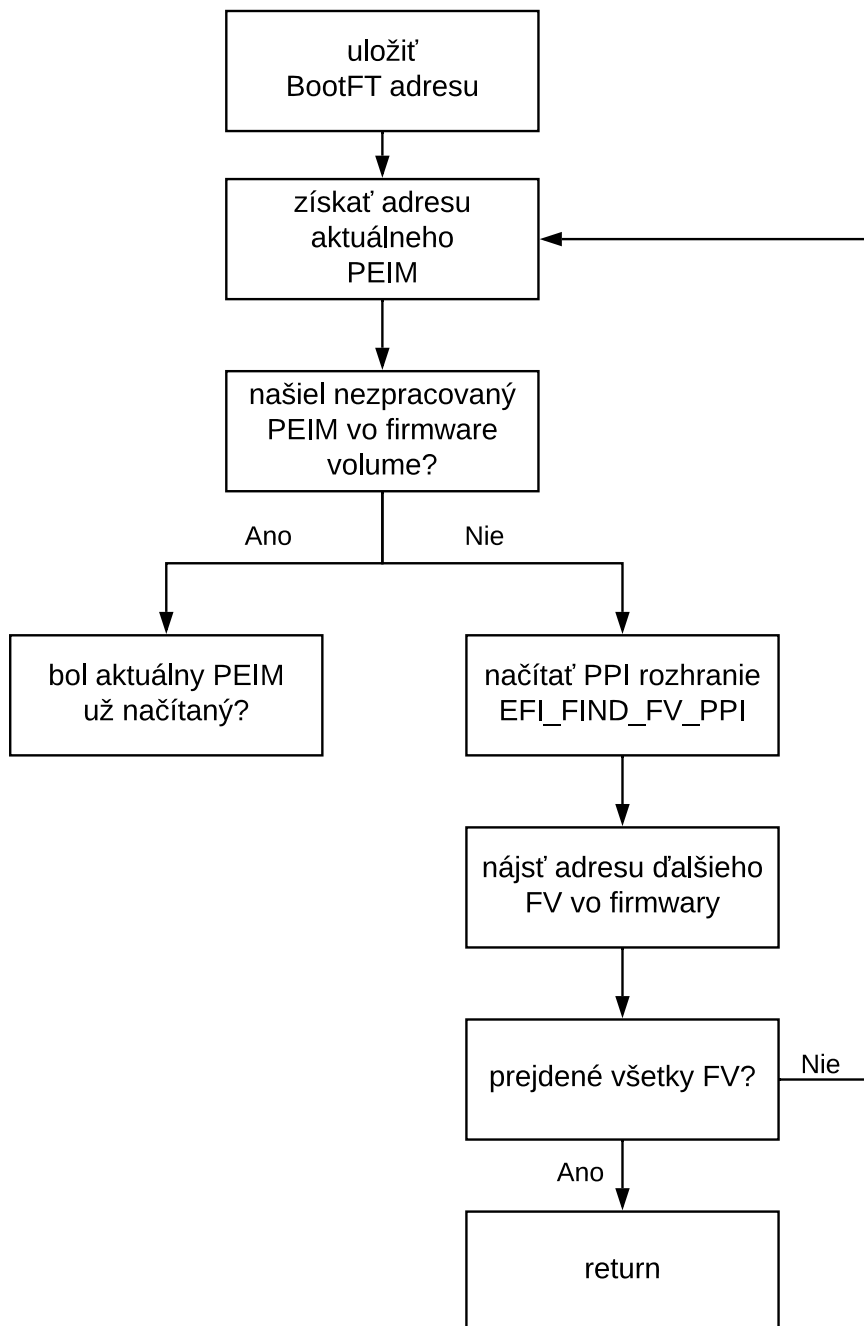 uložiť
BootFT adresu
získať adresu
aktuálneho
PEIM
našiel nezpracovaný
PEIM vo firmware
volume?
Ano
Nie
bol aktuálny PEIM
už načítaný?
načítať PPI rozhranie
EFI_FIND_FV_PPI
nájsť adresu ďalšieho
FV vo firmwary
prejdené všetky FV?
Nie
Ano
return